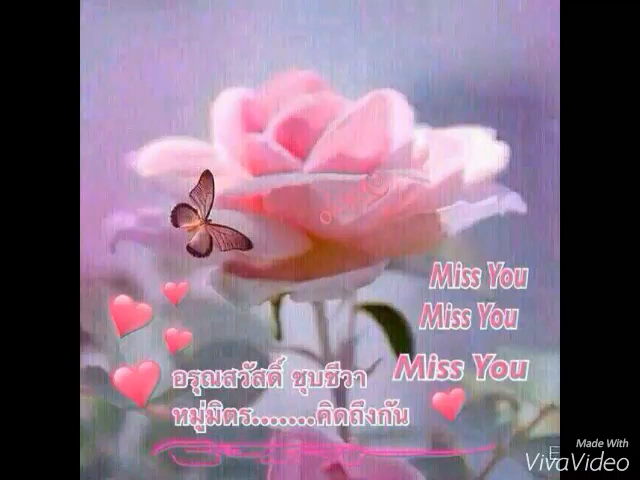 Miss You
Miss You
Miss You
อรุณสวัสดิ์ ชุบชีวา
หมู่มิตร.......คิดถึงกัน
Made With
VivaVideo